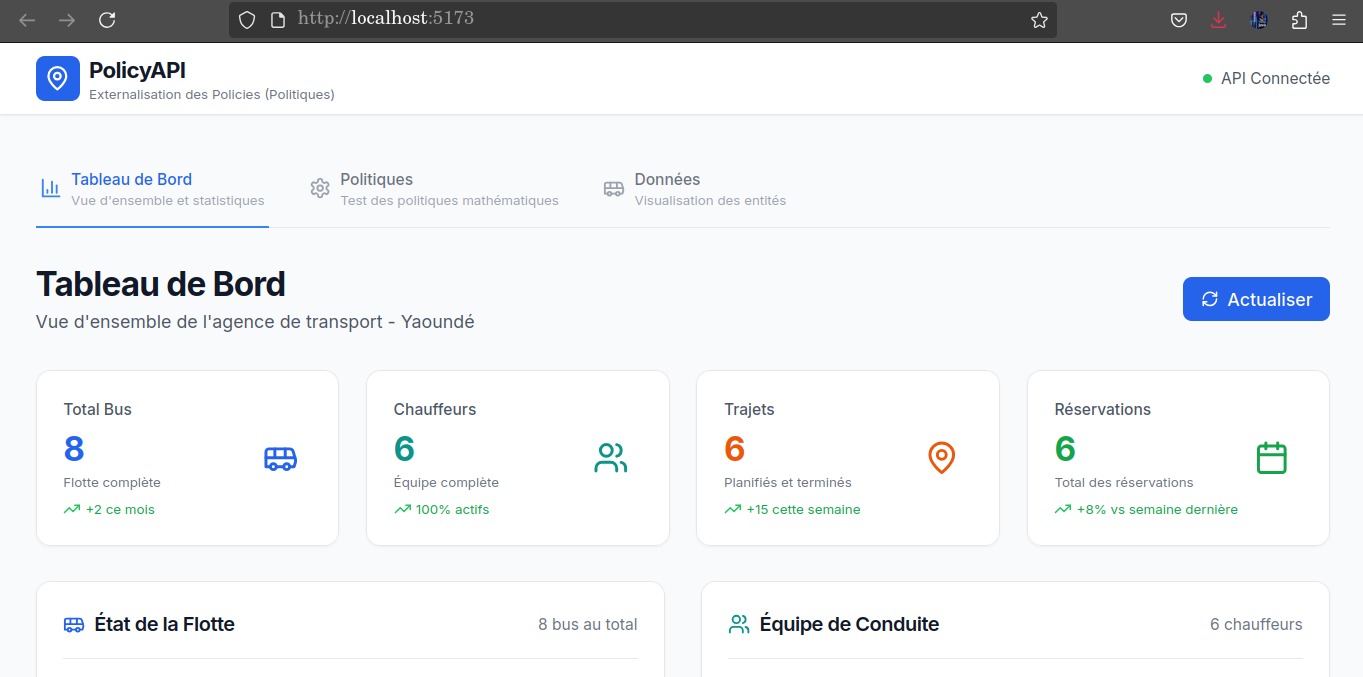 http://localhost:5173
PolicyAPI
Externalisation des Policies (Politiques)
API Connectée
Tableau de Bord
Vue d'ensemble et statistiques
Politiques
Test des politiques mathématiques
Données
Visualisation des entités
Tableau de Bord
Vue d'ensemble de l'agence de transport - Yaoundé
Actualiser
Total Bus
8
Flotte complète
+2 ce mois
Chauffeurs
6
Équipe complète
100% actifs
Trajets
6
Planifiés et terminés
+15 cette semaine
Réservations
6
Total des réservations
+8% vs semaine dernière
État de la Flotte
8 bus au total
Équipe de Conduite
6 chauffeurs